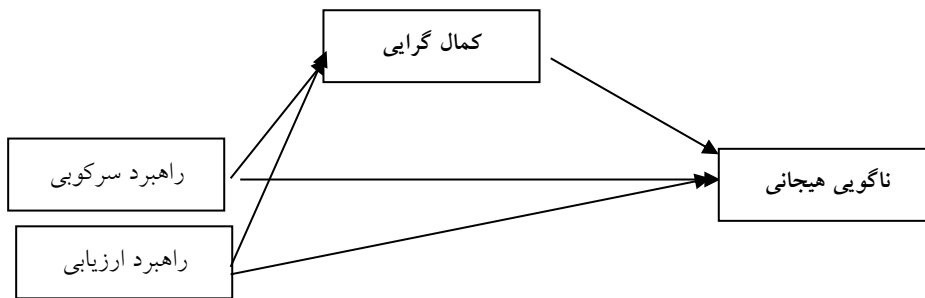 کمال گرایی
راهبرد سرکوبی
ناگویی هیجانی
راهبرد ارزیابی